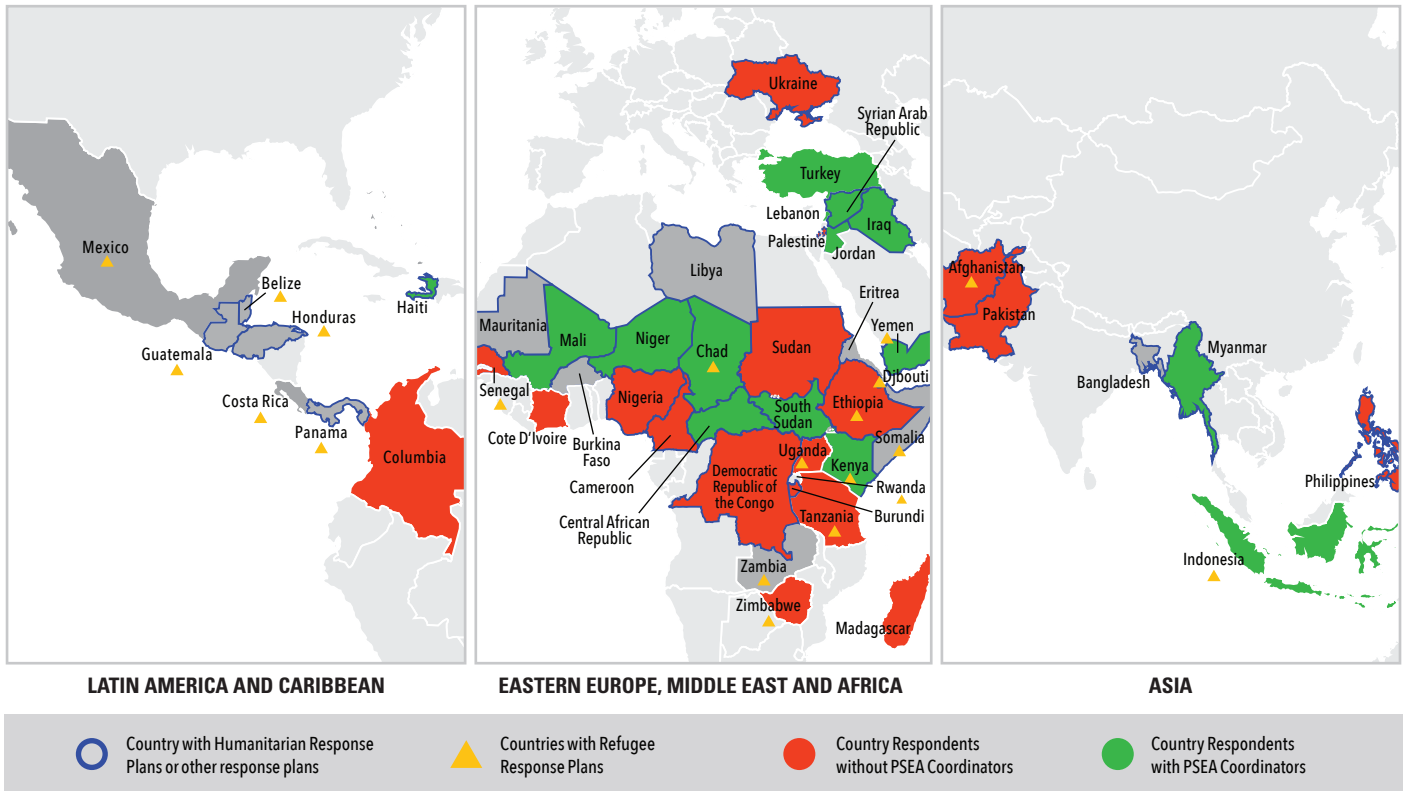 Mexico
Belize
Haiti
Honduras
Guatemala
Costa Rica
Panama
Columbia
LATIN AMERICA AND CARIBBEAN
Ukraine
Syrian Arab
Republic
Turkey
Lebanon
Iraq
Palestine
Jordan
Libya
Eritrea
Mauritania
Mali
Niger
Chad
Sudan
Yemen
Djbouti
Senegal
Nigeria
Ethiopia
South
Sudan
Cote D'Ivoire
Burkina
Faso
Somalia
Uganda
Kenya
Cameroon
Democratic
Republic of
the Congo
Rwanda
Central African
Republic
Burundi
Tanzania
Zambia
Zimbabwe
Madagascar
EASTERN EUROPE, MIDDLE EAST AND AFRICA
Afghanistan
Pakistan
Myanmar
Bangladesh
Philippines
Indonesia
ASIA
Country with Humanitarian Response
Plans or other response plans
Countries with Refugee
Response Plans
Country Respondents
without PSEA Coordinators
Country Respondents
with PSEA Coordinators